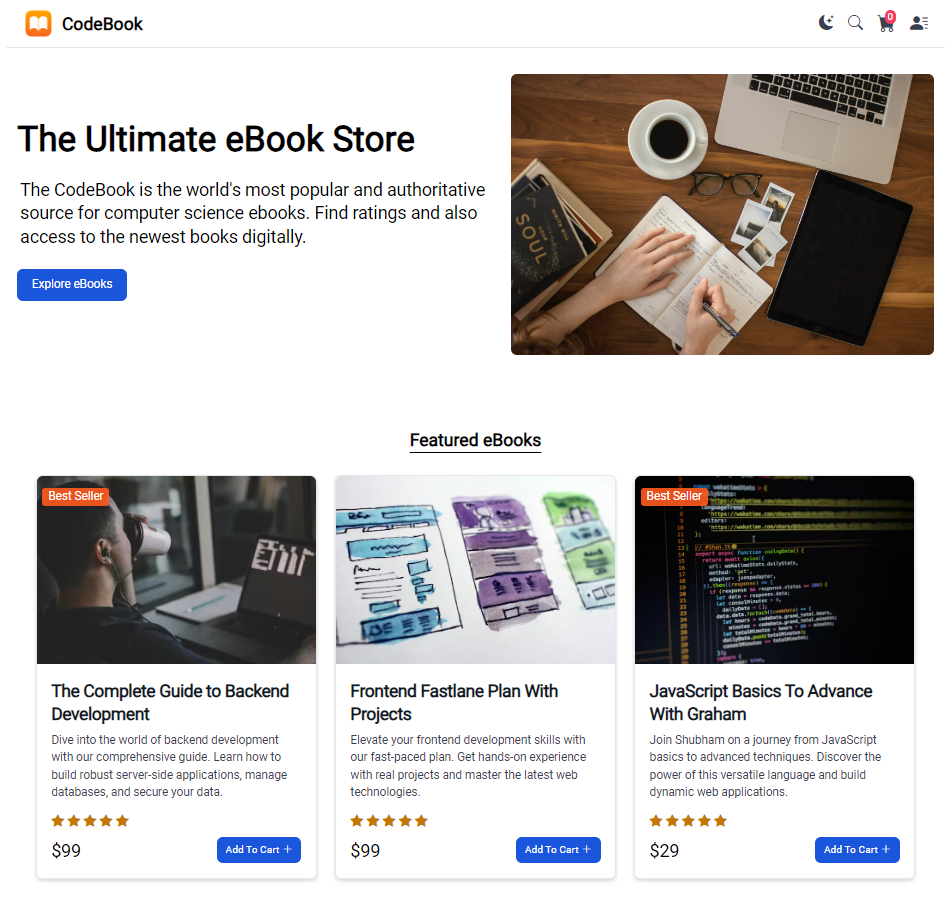 CodeBook
0
The Ultimate eBook Store
The CodeBook is the world's most popular and authoritative
source for computer science ebooks. Find ratings and also
access to the newest books digitally.
Explore eBooks
SOUL
Featured eBooks
Best Seller
Best Seller
The Complete Guide to Backend
Development
Dive into the world of backend development
with our comprehensive guide. Learn how to
build robust server-side applications, manage
databases, and secure your data.
$99
Add To Cart +
Frontend Fastlane Plan With
Projects
Elevate your frontend development skills with
our fast-paced plan. Get hands-on experience
with real projects and master the latest web
technologies.
$99
Add To Cart +
JavaScript Basics To Advance
With Graham
Join Shubham on a journey from JavaScript
basics to advanced techniques. Discover the
power of this versatile language and build
dynamic web applications.
$29
Add To Cart +